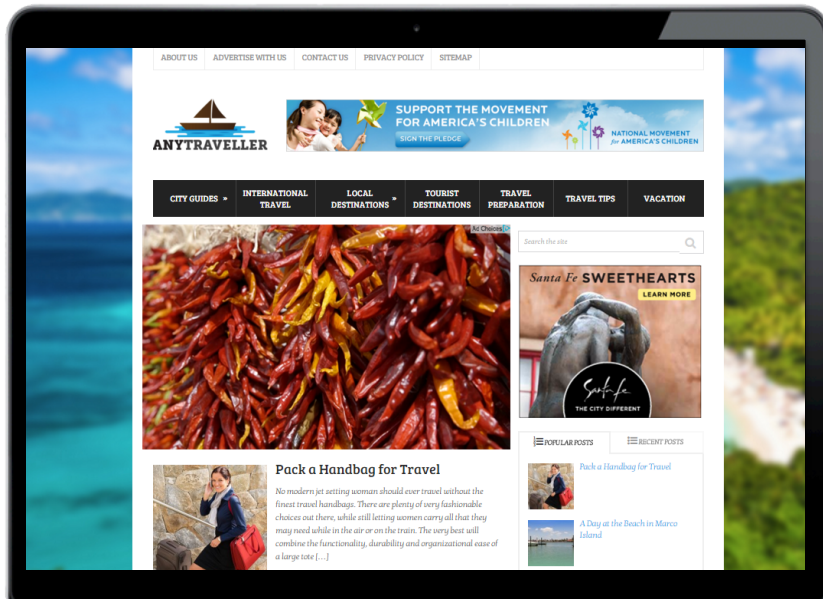 ABOUT US
ADVERTISE WITH US
CONTACT US
PRIVACY POLICY
SITEMAP
ANYTRAVELLER
SUPPORT THE MOVEMENT
FOR AMERICA'S CHILDREN
SIGN THE PLEDGE
NATIONAL MOVEMENT
for AMERICA'S CHILDREN
CITY GUIDES »
INTERNATIONAL
TRAVEL
LOCAL
DESTINATIONS »
TOURIST
DESTINATIONS
TRAVEL
PREPARATION
TRAVEL TIPS
VACATION
Ad Choices
Search the site
Santa Fe SWEETHEARTS
LEARN MORE
Santa Fe
THE CITY DIFFERENT
POPULAR POSTS
RECENT POSTS
Pack a Handbag for Travel
A Day at the Beach in Marco
Island
Pack a Handbag for Travel
No modern jet setting woman should ever travel without the
finest travel handbags. There are plenty of very fashionable
choices out there, while still letting women carry all that they
may need while in the air or on the train. The very best will
combine the functionality, durability and organizational ease of
a large tote […]